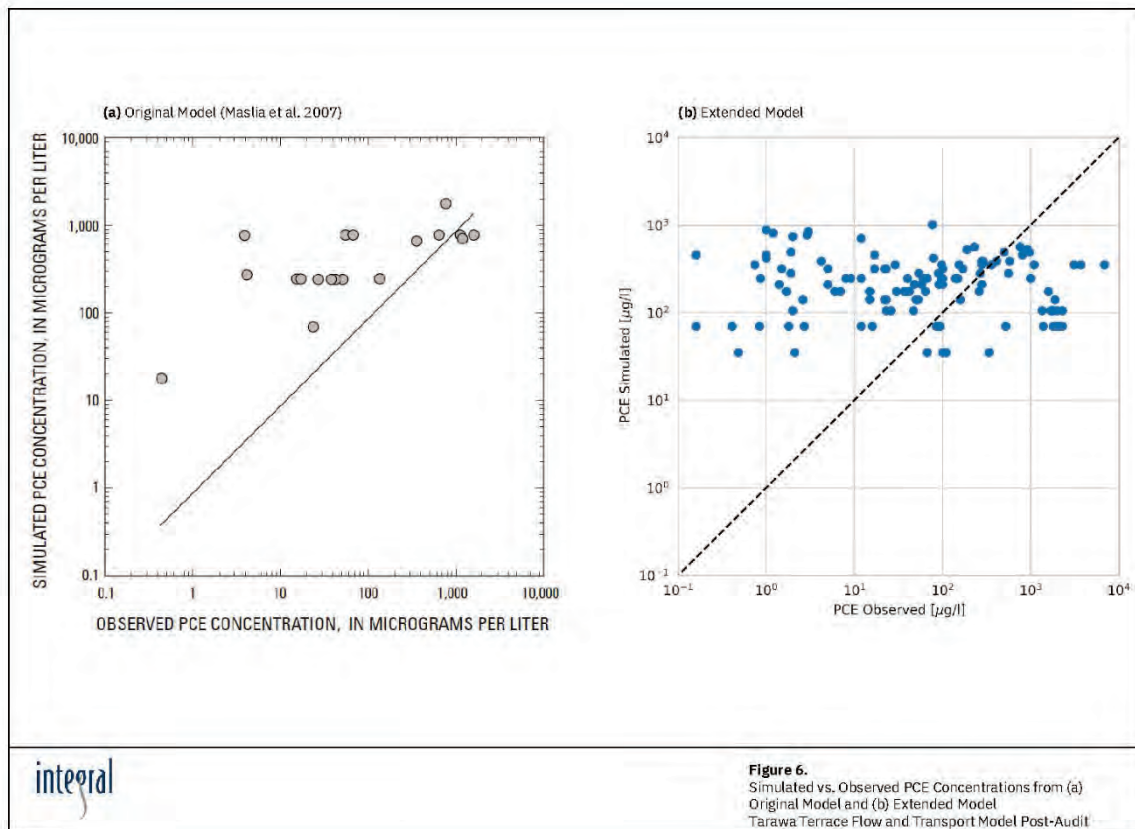 (a) Original Model (Maslia et al. 2007)
SIMULATED PCE CONCENTRATION, IN MICROGRAMS PER LITER
10,000
1,000
100
10
1
0.1
0.1
1
10
100
1,000
10,000
OBSERVED PCE CONCENTRATION, IN MICROGRAMS PER LITER
(b) Extended Model
PCE Simulated [µg/l]
10⁴
10³
10²
10¹
10⁰
10⁻¹
10⁻¹
10⁰
10¹
10²
10³
10⁴
PCE Observed [µg/l]
integral
Figure 6.
Simulated vs. Observed PCE Concentrations from (a)
Original Model and (b) Extended Model
Tarawa Terrace Flow and Transport Model Post-Audit